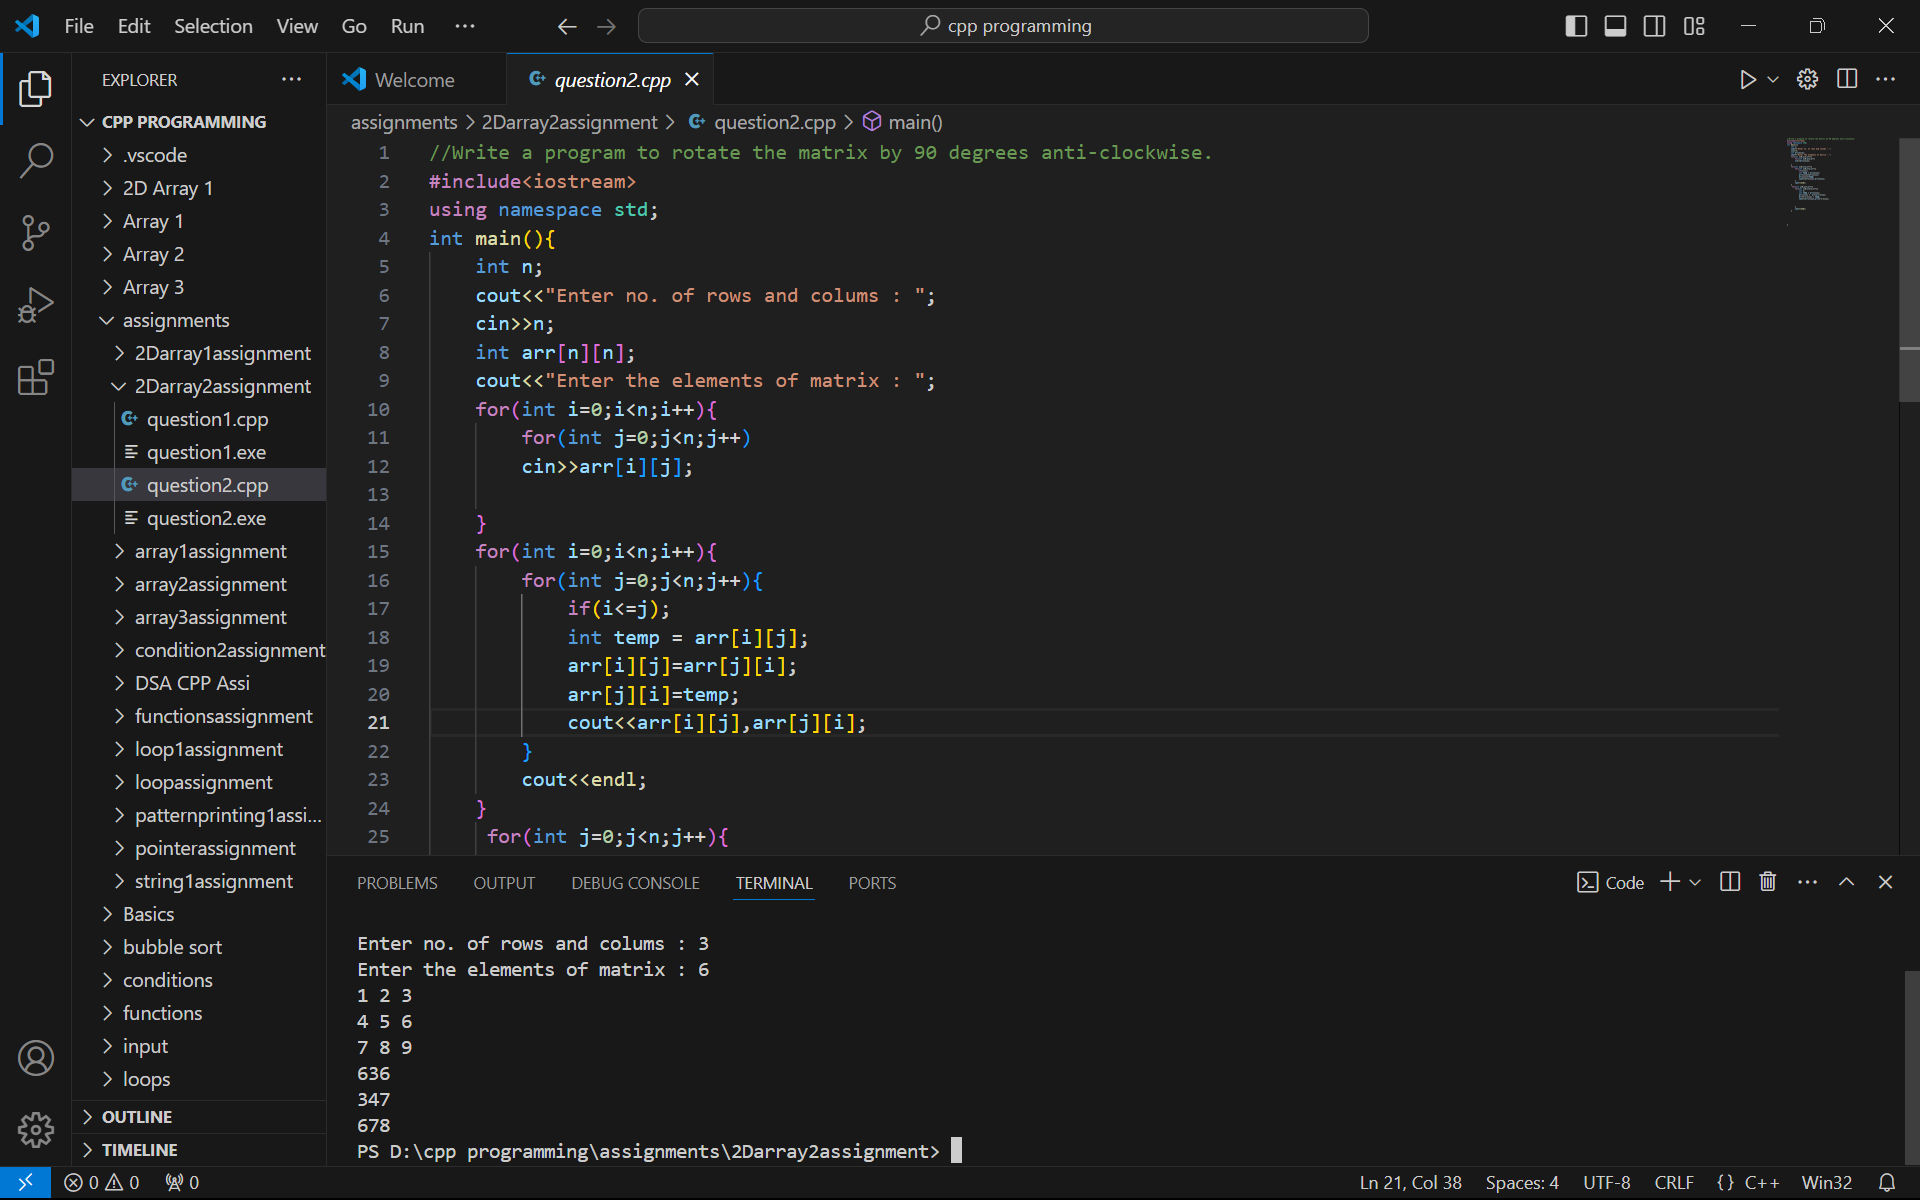 File Edit Selection View Go Run ··· cpp programming
EXPLORER ···
CPP PROGRAMMING
.vscode
2D Array 1
Array 1
Array 2
Array 3
assignments
2Darray1assignment
2Darray2assignment
question1.cpp
question1.exe
question2.cpp
question2.exe
array1assignment
array2assignment
array3assignment
condition2assignment
DSA CPP Assi
functionsassignment
loop1assignment
loopassignment
patternprinting1assi...
pointerassignment
string1assignment
Basics
bubble sort
conditions
functions
input
loops
OUTLINE
TIMELINE
Welcome question2.cpp
assignments > 2Darray2assignment > question2.cpp > main()
1 //Write a program to rotate the matrix by 90 degrees anti-clockwise.
2 #include<iostream>
3 using namespace std;
4 int main(){
5 int n;
6 cout<<"Enter no. of rows and colums : ";
7 cin>>n;
8 int arr[n][n];
9 cout<<"Enter the elements of matrix : ";
10 for(int i=0;i<n;i++){
11 for(int j=0;j<n;j++)
12 cin>>arr[i][j];
13
14 }
15 for(int i=0;i<n;i++){
16 for(int j=0;j<n;j++){
17 if(i<=j);
18 int temp = arr[i][j];
19 arr[i][j]=arr[j][i];
20 arr[j][i]=temp;
21 cout<<arr[i][j],arr[j][i];
22 }
23 cout<<endl;
24 }
25 for(int j=0;j<n;j++){
PROBLEMS OUTPUT DEBUG CONSOLE TERMINAL PORTS Code
Enter no. of rows and colums : 3
Enter the elements of matrix : 6
1 2 3
4 5 6
7 8 9
636
347
678
PS D:\cpp programming\assignments\2Darray2assignment>
0 0 0 Ln 21, Col 38 Spaces: 4 UTF-8 CRLF {} C++ Win32